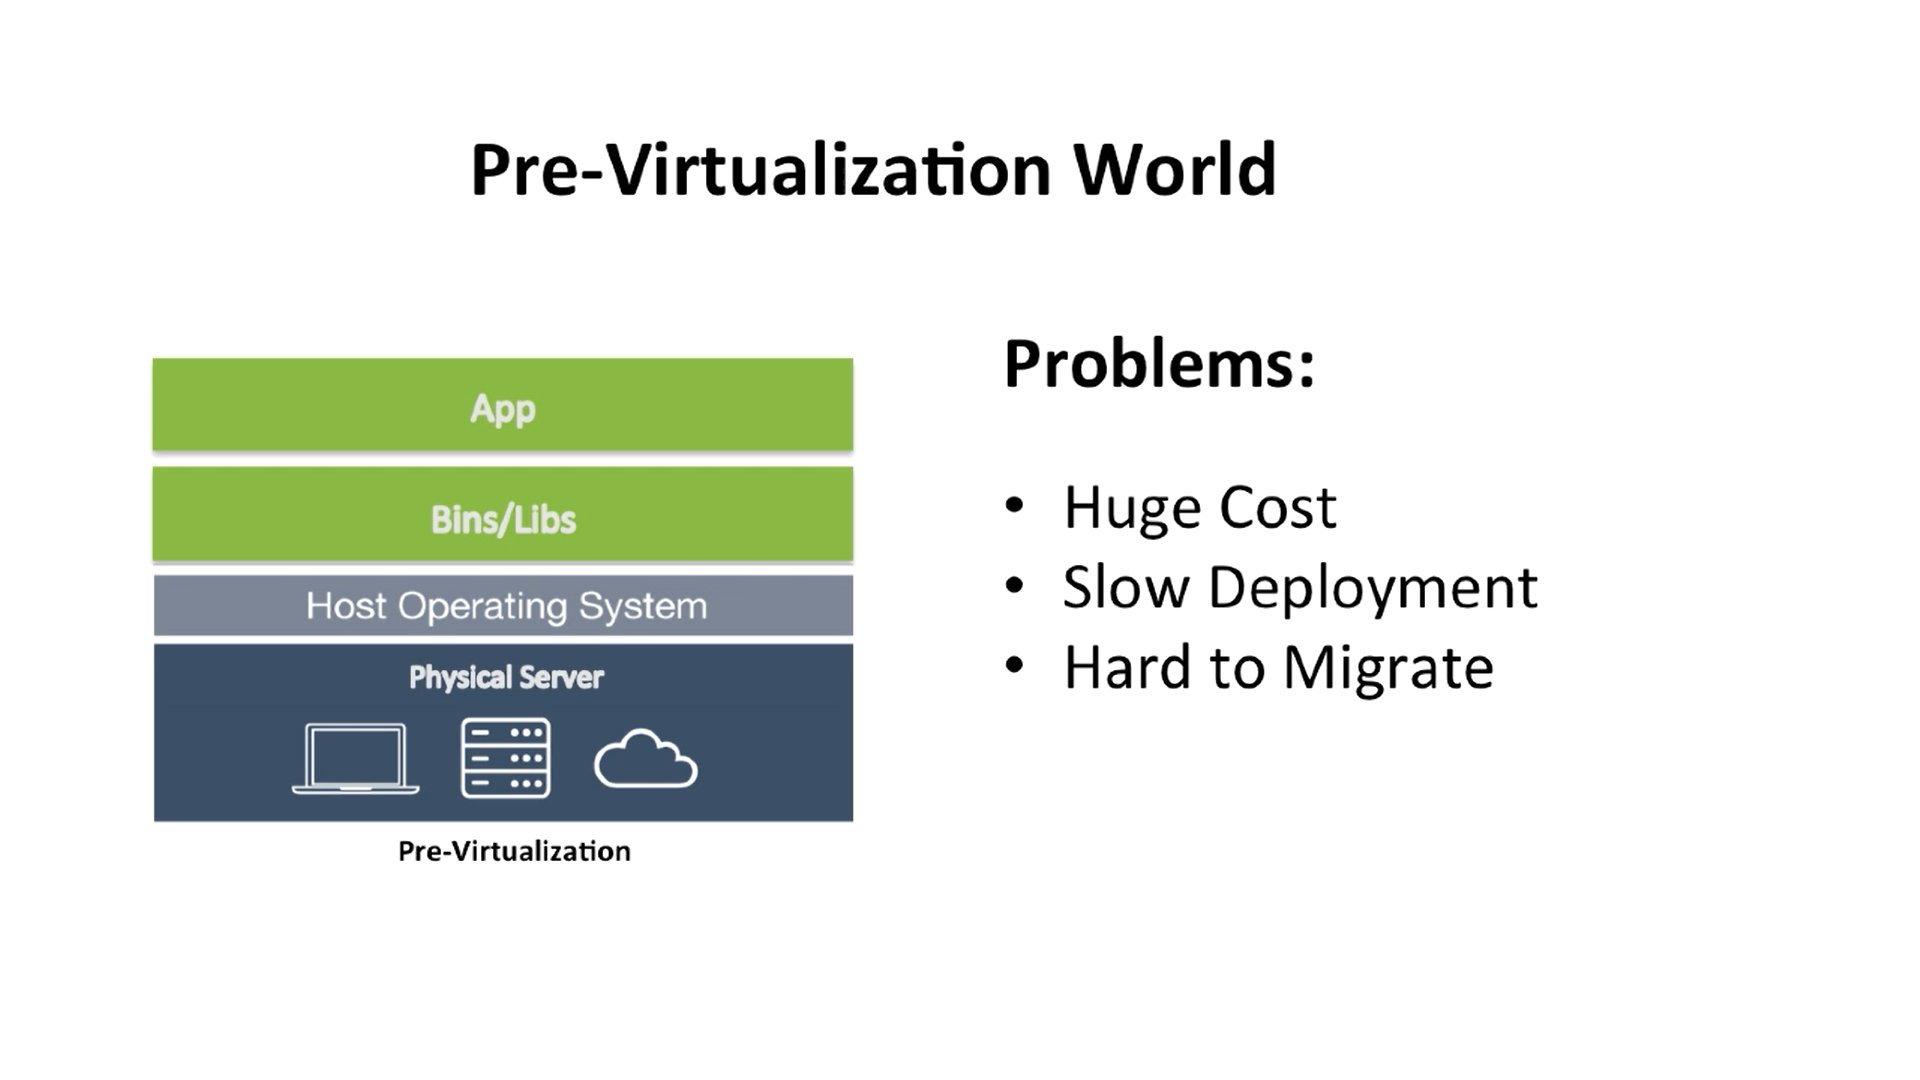 Pre-Virtualization World
App
Bins/Libs
Host Operating System
Physical Server
Pre-Virtualization
Problems:
• Huge Cost
• Slow Deployment
• Hard to Migrate